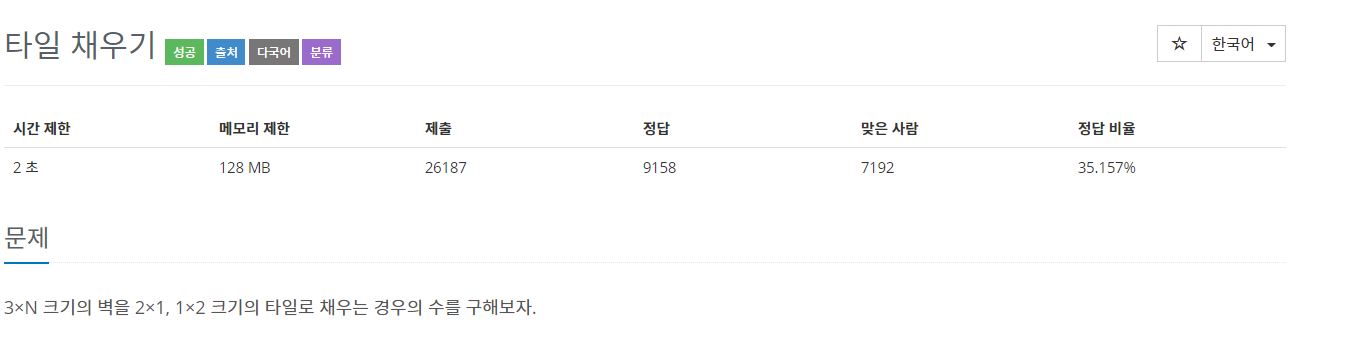 타일 채우기 성공 출처 다국어 분류
☆ 한국어
시간 제한 메모리 제한 제출 정답 맞은 사람 정답 비율
2 초 128 MB 26187 9158 7192 35.157%
문제
3×N 크기의 벽을 2×1, 1×2 크기의 타일로 채우는 경우의 수를 구해보자.